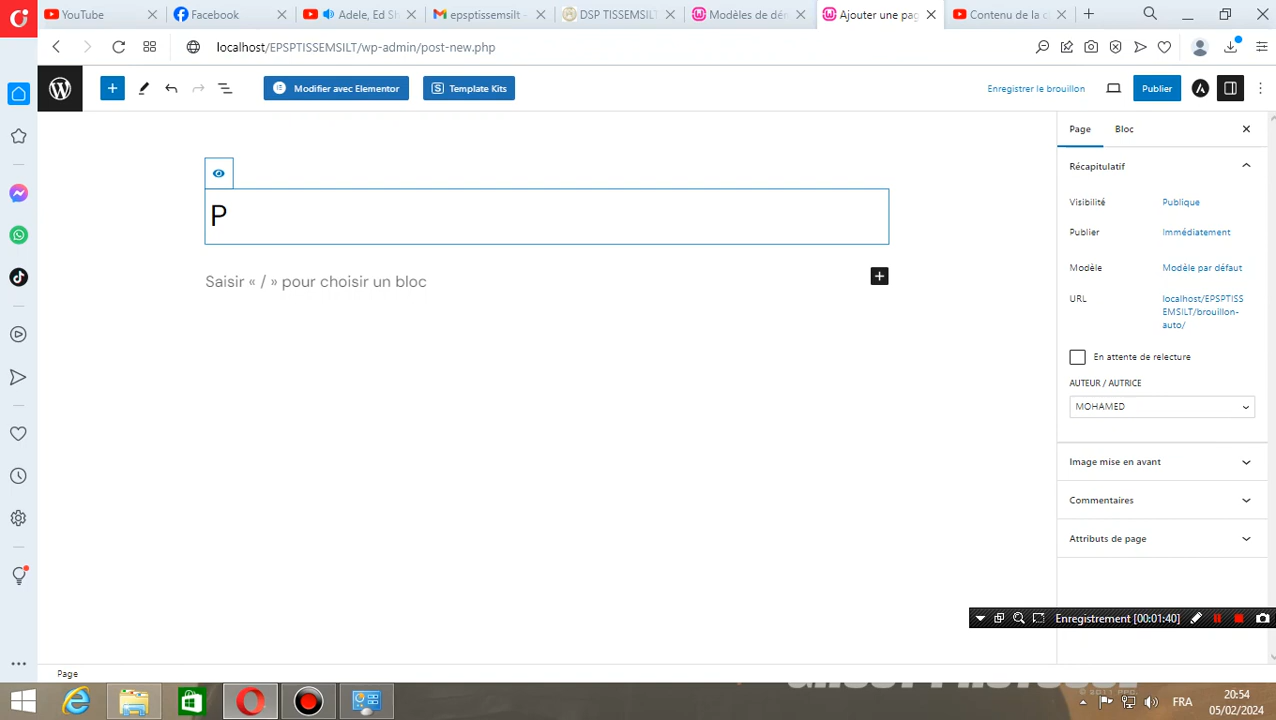 YouTube
Facebook
Adele, Ed Sh
epsptissemsilt -
DSP TISSEMSILT
Modèles de dé
Ajouter une pag
Contenu de la c
localhost/EPSPTISSEMSILT/wp-admin/post-new.php
Modifier avec Elementor
Template Kits
Enregistrer le brouillon
Publier
Page
Bloc
Récapitulatif
P
Visibilité
Publique
Publier
Immédiatement
Saisir « / » pour choisir un bloc
Modèle
Modèle par défaut
URL
localhost/EPSPTISS
EMSILT/brouillon-
auto/
En attente de relecture
AUTEUR / AUTRICE
MOHAMED
Image mise en avant
Commentaires
Attributs de page
Enregistrement [00:01:40]
Page
FR
20:54
05/02/2024